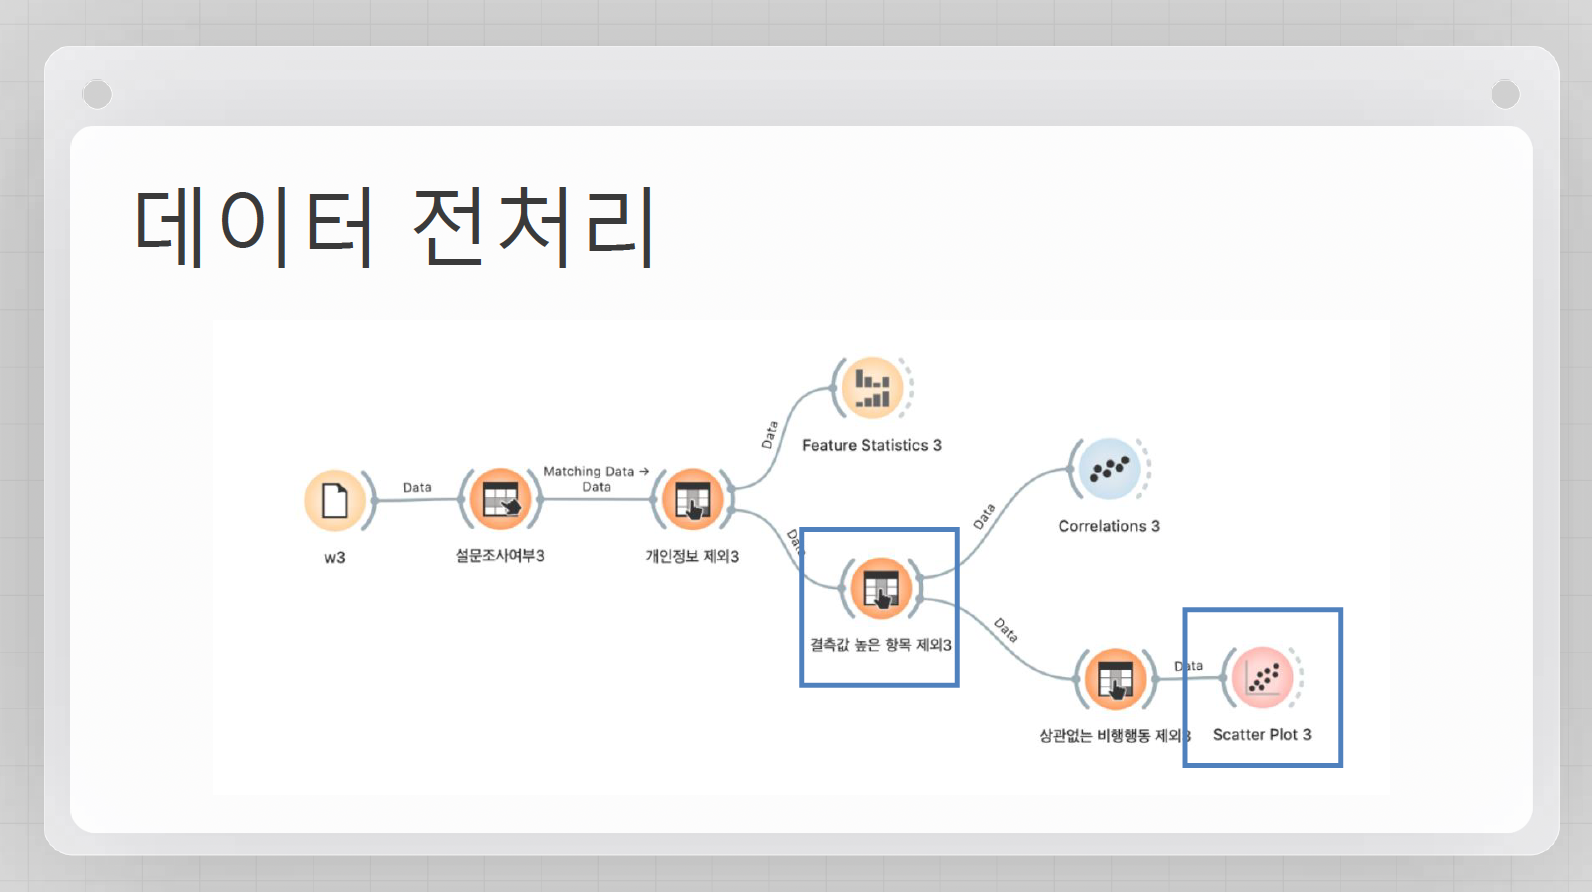 데이터 전처리
Data
Feature Statistics 3
Data
Matching Data →
Data
w3
설문조사여부3
개인정보 제외3
Data
Data
Correlations 3
결측값 높은 항목 제외3
Data
Data
상관없는 비행행동 제외3
Scatter Plot 3